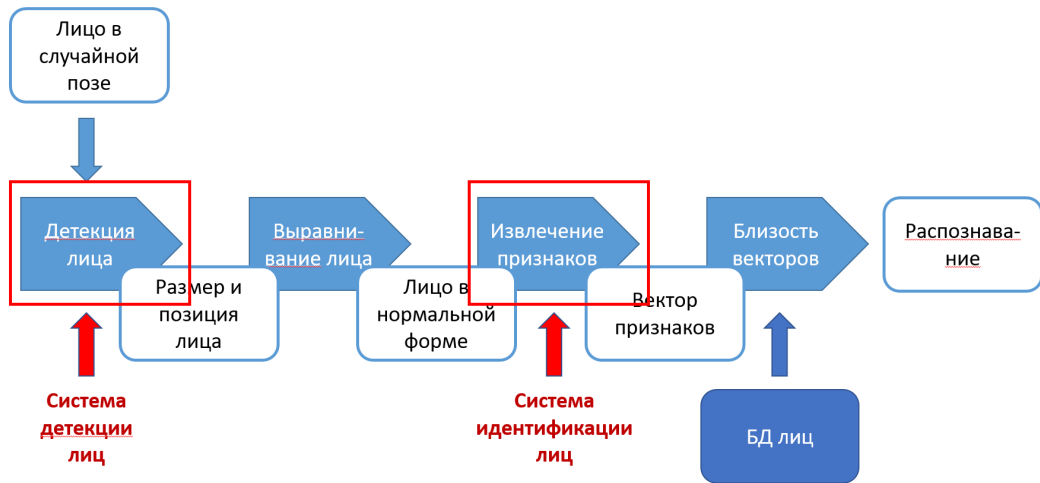 Лицо в
случайной
позе
Детекция
лица
Размер и
позиция
лица
Выравни-
вание лица
Лицо в
нормальной
форме
Извлечение
признаков
Вектор
признаков
Близость
векторов
Распознава-
ние
Система
детекции
лиц
Система
идентификации
лиц
БД лиц